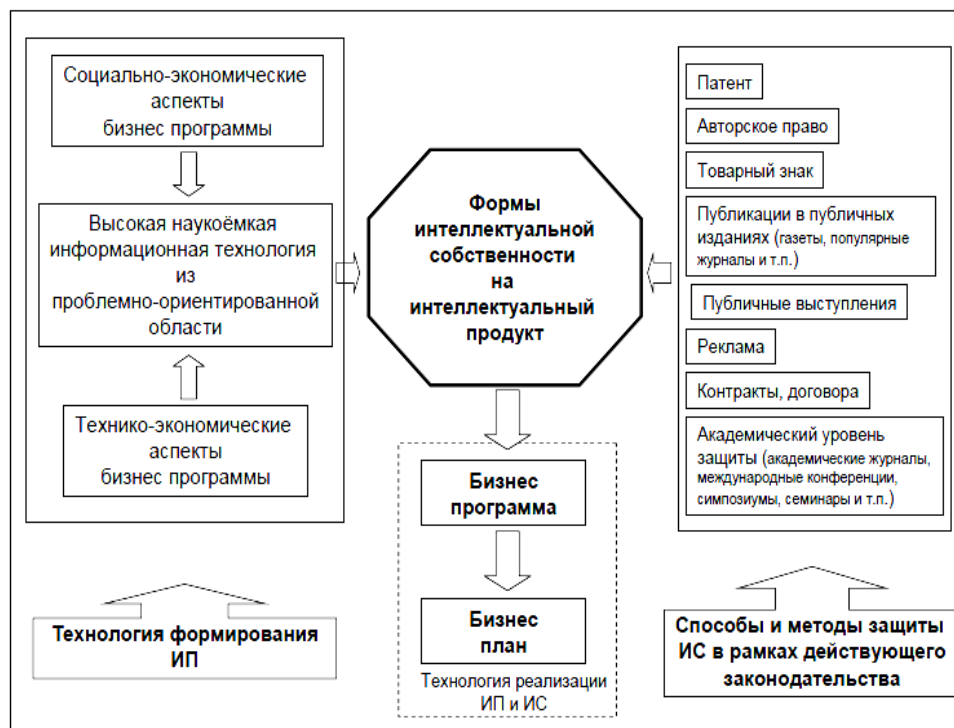 Социально-экономические
аспекты
бизнес программы
Высокая наукоёмкая
информационная технология
из
проблемно-ориентированной
области
Технико-экономические
аспекты
бизнес программы
Технология формирования
ИП
Формы
интеллектуальной
собственности
на
интеллектуальный
продукт
Бизнес
программа
Бизнес
план
Технология реализации
ИП и ИС
Патент
Авторское право
Товарный знак
Публикации в публичных
изданиях (газеты, популярные
журналы и т.п.)
Публичные выступления
Реклама
Контракты, договора
Академический уровень
защиты (академические журналы,
международные конференции,
симпозиумы, семинары и т.п.)
Способы и методы защиты
ИС в рамках действующего
законодательства